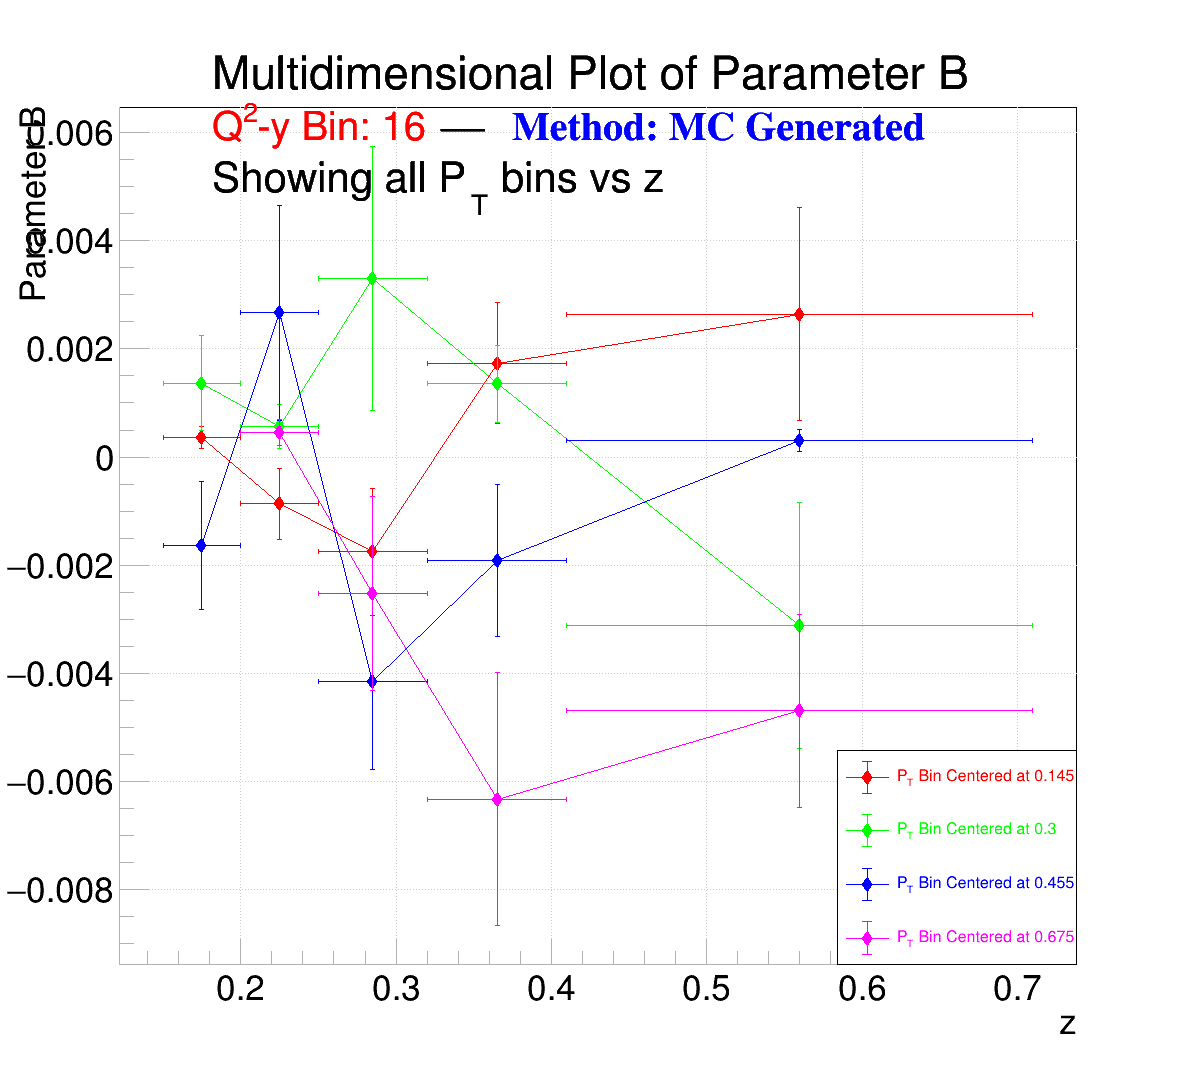 Multidimensional Plot of Parameter B
Q²-y Bin: 16 — Method: MC Generated
Showing all P_T bins vs z
Parameter B
0.006
0.004
0.002
0
−0.002
−0.004
−0.006
−0.008
P_T Bin Centered at 0.145
P_T Bin Centered at 0.3
P_T Bin Centered at 0.455
P_T Bin Centered at 0.675
0.2 0.3 0.4 0.5 0.6 0.7
z